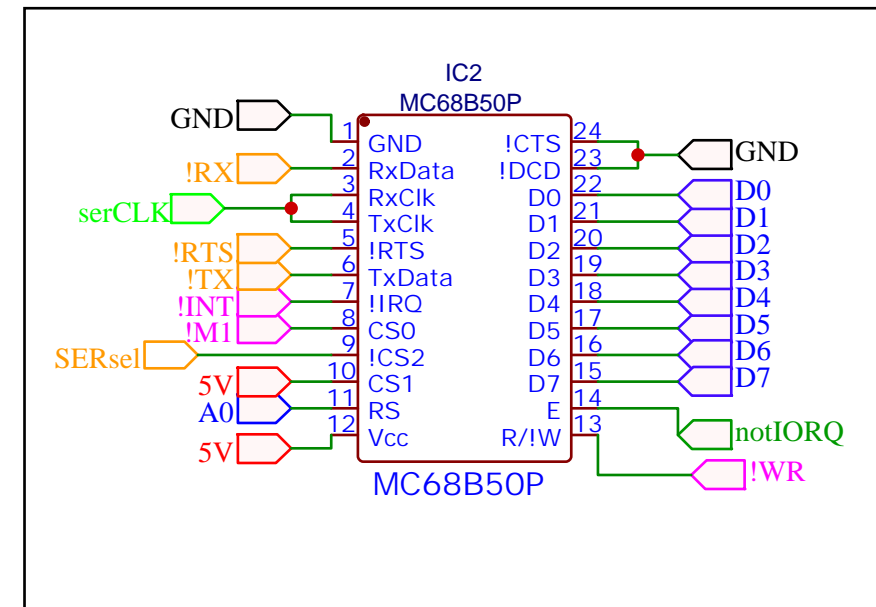 IC2
MC68B50P
GND 1 GND !CTS 24
GND
!RX 2 RxData !DCD 23
serCLK 3 RxClk D0 22 D0
4 TxClk D1 21 D1
!RTS 5 !RTS D2 20 D2
!TX 6 TxData D3 19 D3
!INT 7 !IRQ D4 18 D4
!M1 8 CS0 D5 17 D5
SERsel 9 !CS2 D6 16 D6
5V 10 CS1 D7 15 D7
A0 11 RS E 14 notIORQ
5V 12 Vcc R/!W 13 !WR
MC68B50P